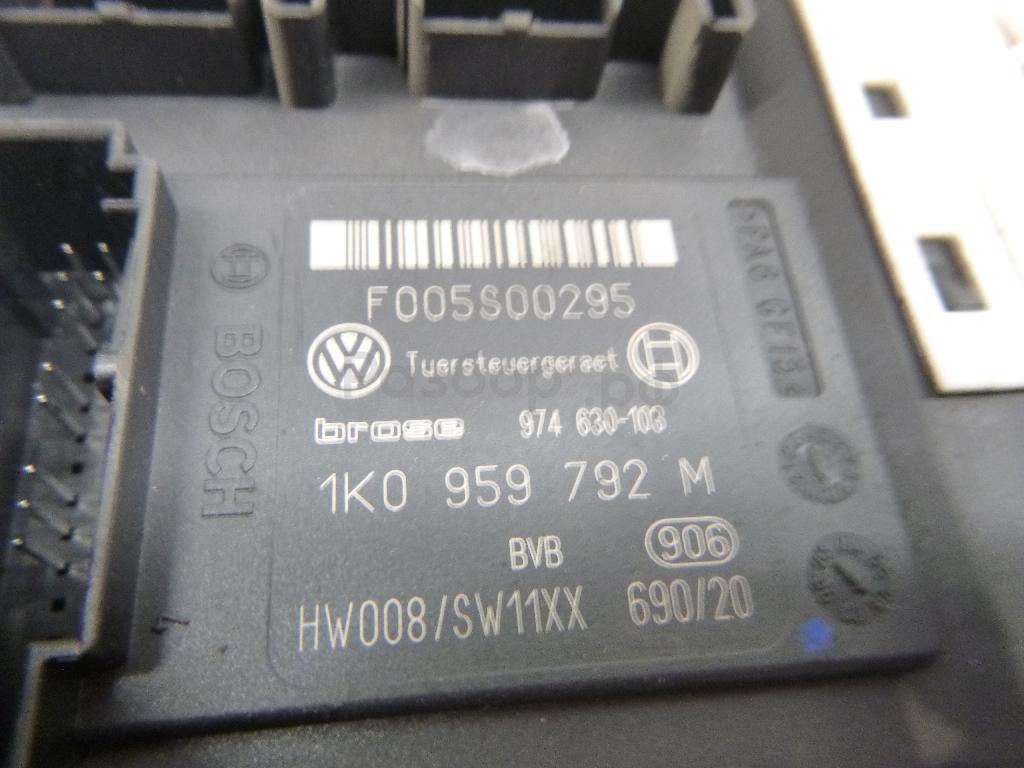 F005S00295
Tuersteuergeraet
brose 974 630-103
1K0 959 792 M
BVB 906
HW008/SW11XX 690/20
BOSCH